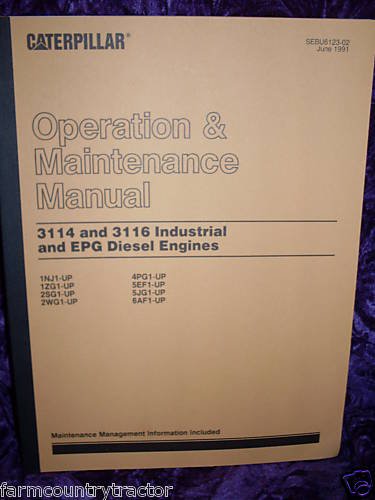 CATERPILLAR®
SEBU6123-02
June 1991
Operation &
Maintenance
Manual
3114 and 3116 Industrial
and EPG Diesel Engines
1NJ1-UP
1ZG1-UP
2SG1-UP
2WG1-UP
4PG1-UP
5EF1-UP
5JG1-UP
6AF1-UP
Maintenance Management Information Included
farmcountrytractor